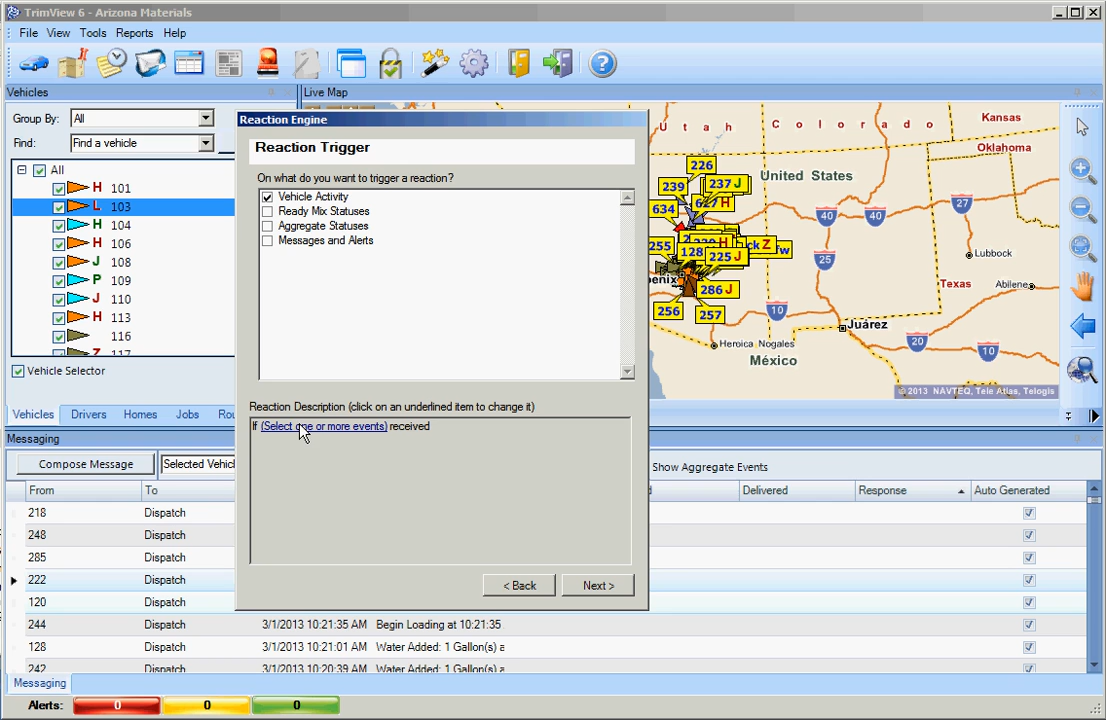 TrimView 6 - Arizona Materials
File View Tools Reports Help
Vehicles
Live Map
Group By: All
Find: Find a vehicle
All
H 101
L 103
H 104
H 106
J 108
P 109
J 110
H 113
116
Z 117
Vehicle Selector
Vehicles Drivers Homes Jobs
Reaction Engine
Reaction Trigger
On what do you want to trigger a reaction?
Vehicle Activity
Ready Mix Statuses
Aggregate Statuses
Messages and Alerts
Reaction Description (click on an underlined item to change it)
If (Select one or more events) received
< Back
Next >
Utah Colorado
Kansas
Oklahoma
United States
226
239
237 J
634
627 H
255
128
225 J
286 J
256
257
40
40
27
25
10
20
10
Lubbock
Texas
Abilene
Juárez
Heroica Nogales
México
© 2013 NAVTEQ, Tele Atlas, Telogis
Messaging
Compose Message
Show Aggregate Events
From To Delivered Response Auto Generated
218 Dispatch
248 Dispatch
285 Dispatch
222 Dispatch
120 Dispatch
244 Dispatch 3/1/2013 10:21:35 AM Begin Loading at 10:21:35
128 Dispatch 3/1/2013 10:21:01 AM Water Added: 1 Gallon(s) a
242 Dispatch 3/1/2013 10:20:39 AM Water Added: 1 Gallon(s) a
Messaging
Alerts: 0 0 0